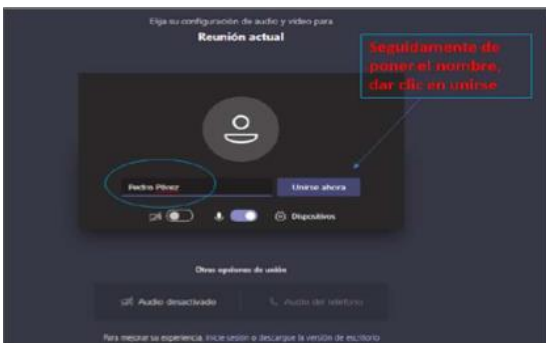 Elija su configuración de audio y video para
Reunión actual
Seguidamente de
poner el nombre,
dar clic en unirse
Pedro Pérez
Unirse ahora
Dispositivos
Otras opciones de unión
Audio desactivado
Audio del teléfono
Para mejorar su experiencia, inicie sesión o descargue la versión de escritorio